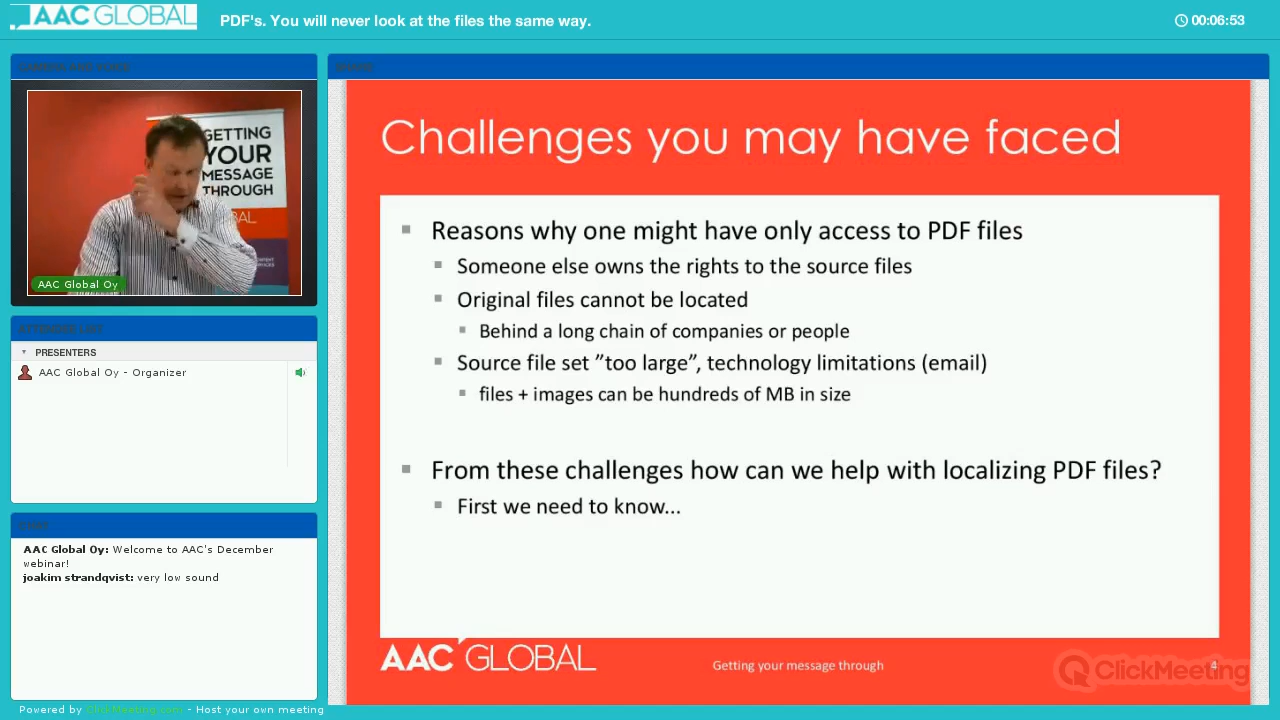 AAC GLOBAL
PDF's. You will never look at the files the same way.
00:06:53
GETTING
YOUR
MESSAGE
THROUGH
AAC Global Oy
ATTENDEE LIST
PRESENTERS
AAC Global Oy - Organizer
CHAT
AAC Global Oy: Welcome to AAC's December
webinar!
joakim strandqvist: very low sound
Powered by ClickMeeting.com - Host your own meeting
Challenges you may have faced
Reasons why one might have only access to PDF files
Someone else owns the rights to the source files
Original files cannot be located
Behind a long chain of companies or people
Source file set ”too large”, technology limitations (email)
files + images can be hundreds of MB in size
From these challenges how can we help with localizing PDF files?
First we need to know...
AAC GLOBAL
Getting your message through
4
ClickMeeting